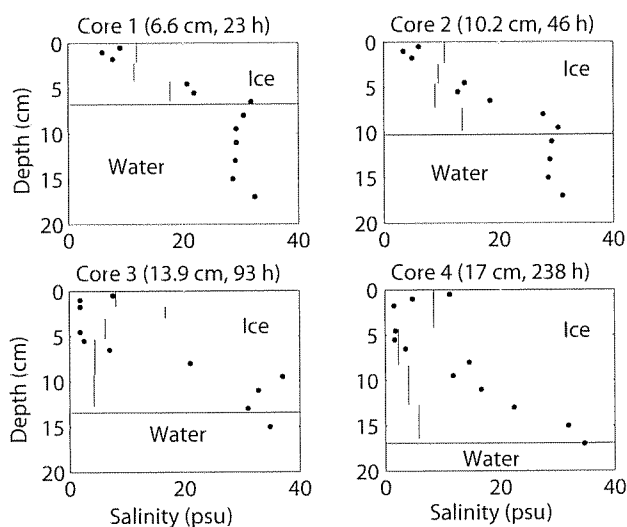 Core 1 (6.6 cm, 23 h)
0
5
10
15
20
Depth (cm)
Ice
Water
0 20 40
Core 2 (10.2 cm, 46 h)
0
5
10
15
20
Ice
Water
0 20 40
Core 3 (13.9 cm, 93 h)
0
5
10
15
20
Depth (cm)
Ice
Water
0 20 40
Salinity (psu)
Core 4 (17 cm, 238 h)
0
5
10
15
20
Ice
Water
0 20 40
Salinity (psu)